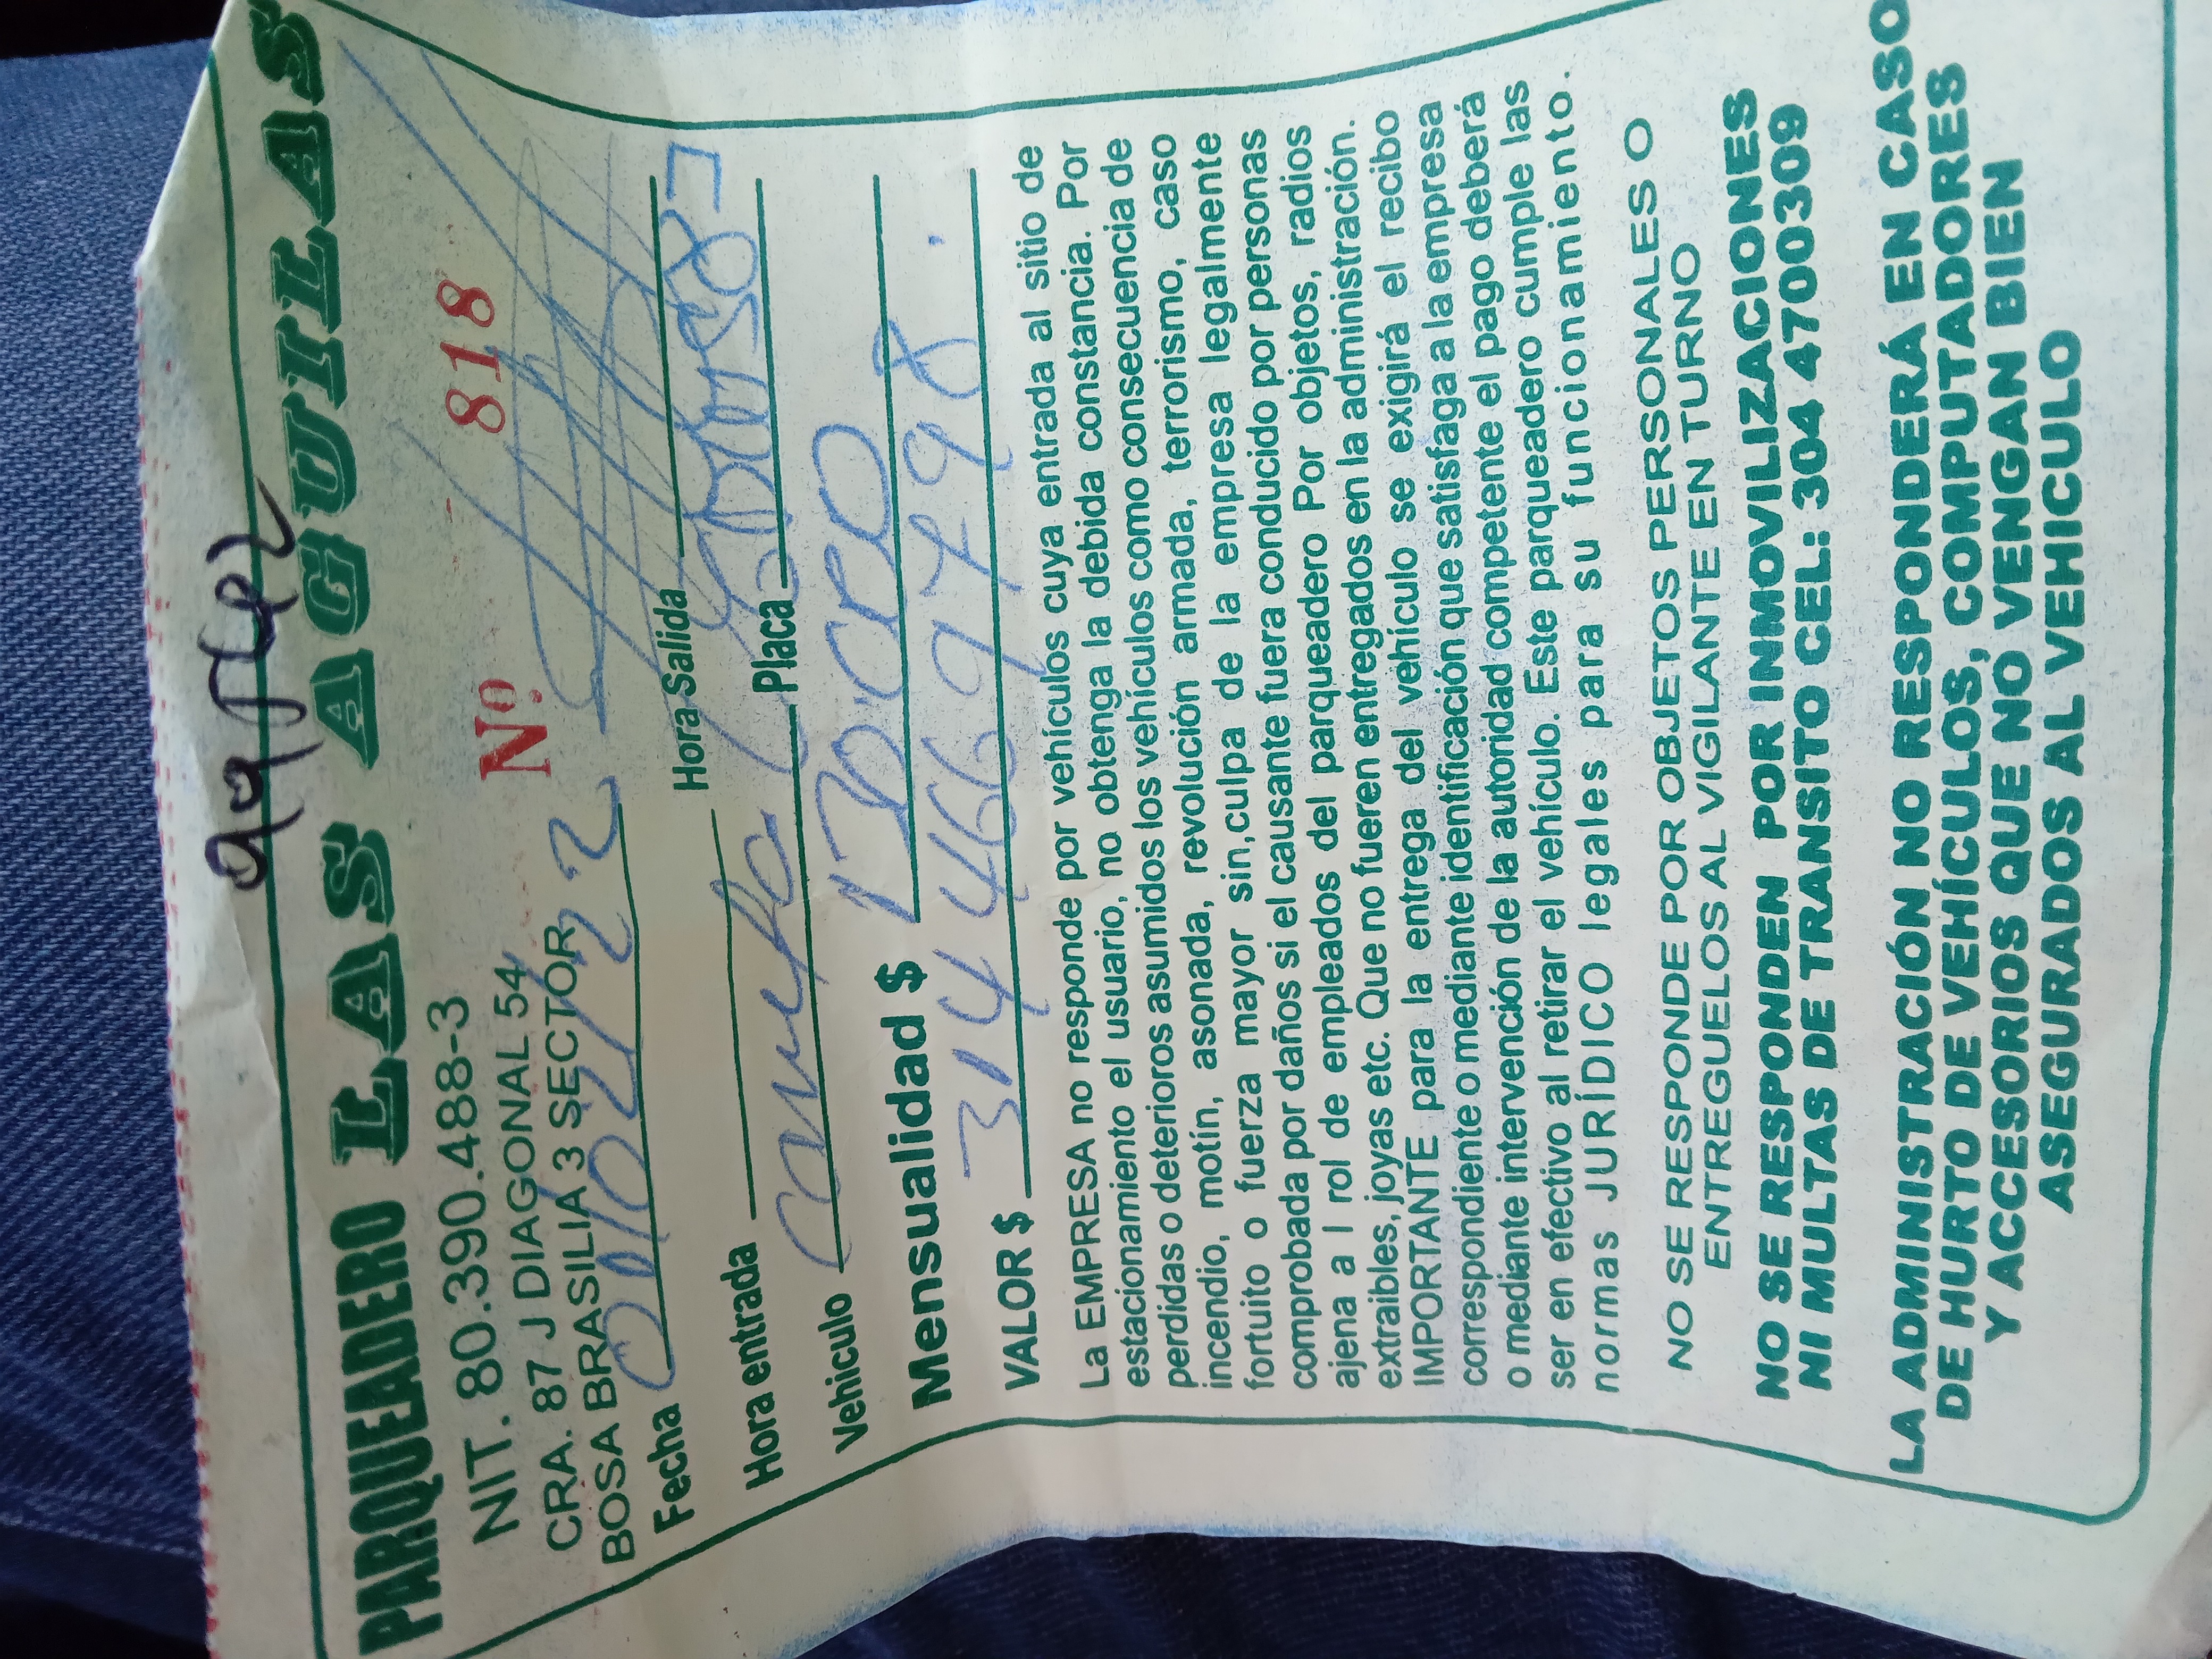 PARQUEADERO LAS AGUILAS
NIT. 80.390.488-3
CRA. 87 J DIAGONAL 54
BOSA BRASILIA 3 SECTOR
Nº 818
Fecha
Hora entrada Hora Salida
Vehiculo Placa
Mensualidad $
VALOR $ 314 4669798
La EMPRESA no responde por vehículos cuya entrada al sitio de
estacionamiento el usuario, no obtenga la debida constancia. Por
perdidas o deterioros asumidos los vehículos como consecuencia de
incendio, motín, asonada, revolución armada, terrorismo, caso
fortuito o fuerza mayor sin,culpa de la empresa legalmente
comprobada por daños si el causante fuera conducido por personas
ajena a l rol de empleados del parqueadero Por objetos, radios
extraibles, joyas etc. Que no fueren entregados en la administración.
IMPORTANTE para la entrega del vehículo se exigirá el recibo
correspondiente o mediante identificación que satisfaga a la empresa
o mediante intervención de la autoridad competente el pago deberá
ser en efectivo al retirar el vehículo. Este parqueadero cumple las
normas JURÍDICO legales para su funcionamiento.
NO SE RESPONDE POR OBJETOS PERSONALES O
ENTREGUELOS AL VIGILANTE EN TURNO
NO SE RESPONDEN POR INMOVILIZACIONES
NI MULTAS DE TRANSITO CEL: 304 4700309
LA ADMINISTRACIÓN NO RESPONDERÁ EN CASO
DE HURTO DE VEHÍCULOS, COMPUTADORES
Y ACCESORIOS QUE NO VENGAN BIEN
ASEGURADOS AL VEHICULO